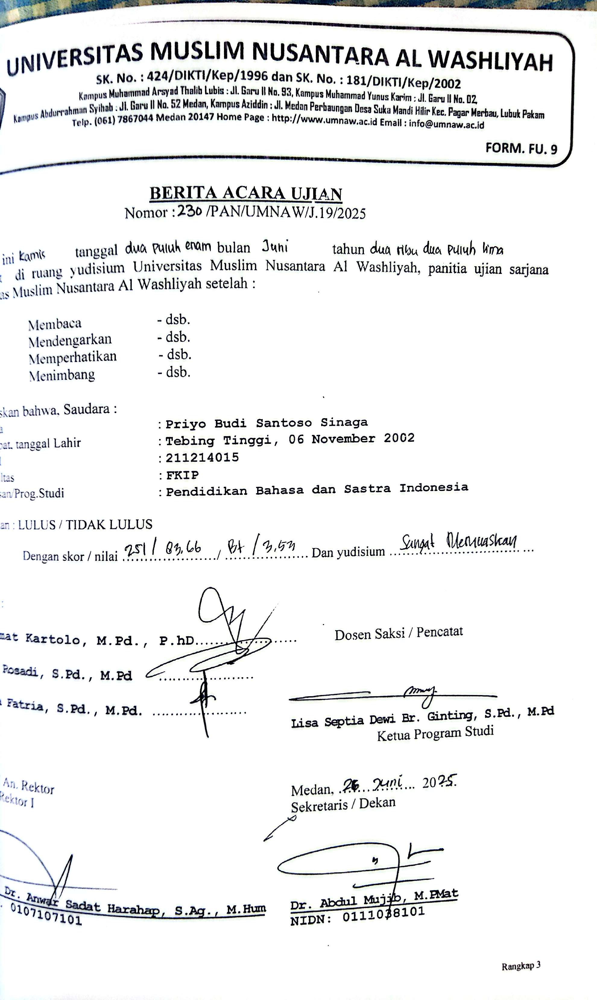 UNIVERSITAS MUSLIM NUSANTARA AL WASHLIYAH
SK. No. : 424/DIKTI/Kep/1996 dan SK. No. : 181/DIKTI/Kep/2002
Kampus Muhammad Arsyad Thalib Lubis : Jl. Garu II No. 93, Kampus Muhammad Yunus Karim : Jl. Garu II No. 02,
Kampus Abdurrahman Syihab : Jl. Garu II No. 52 Medan, Kampus Aziddin : Jl. Medan Perbaungan Desa Suka Mandi Hilir Kec. Pagar Merbau, Lubuk Pakam
Telp. (061) 7867044 Medan 20147 Home Page : http://www.umnaw.ac.id Email : info@umnaw.ac.id
FORM. FU. 9
BERITA ACARA UJIAN
Nomor : 230 /PAN/UMNAW/J.19/2025
ini kamis tanggal dua puluh enam bulan Juni tahun dua ribu dua puluh lima
di ruang yudisium Universitas Muslim Nusantara Al Washliyah, panitia ujian sarjana
as Muslim Nusantara Al Washliyah setelah :
Membaca - dsb.
Mendengarkan - dsb.
Memperhatikan - dsb.
Menimbang - dsb.
skan bahwa, Saudara :
: Priyo Budi Santoso Sinaga
pat. tanggal Lahir : Tebing Tinggi, 06 November 2002
: 211214015
ltas : FKIP
san/Prog.Studi : Pendidikan Bahasa dan Sastra Indonesia
an : LULUS / TIDAK LULUS
Dengan skor / nilai 251 / 83,66 / B+ / 3,53 Dan yudisium Sangat Memuaskan
:
mat Kartolo, M.Pd., P.hD.......................... Dosen Saksi / Pencatat
Rosadi, S.Pd., M.Pd .....................
Fatria, S.Pd., M.Pd. .....................
Lisa Septia Dewi Br. Ginting, S.Pd., M.Pd
Ketua Program Studi
An. Rektor
Rektor I
Medan, 26 Juni 2025.
Sekretaris / Dekan
Dr. Anwar Sadat Harahap, S.Ag., M.Hum
. 0107107101
Dr. Abdul Mujib, M.PMat
NIDN: 0111038101
Rangkap 3